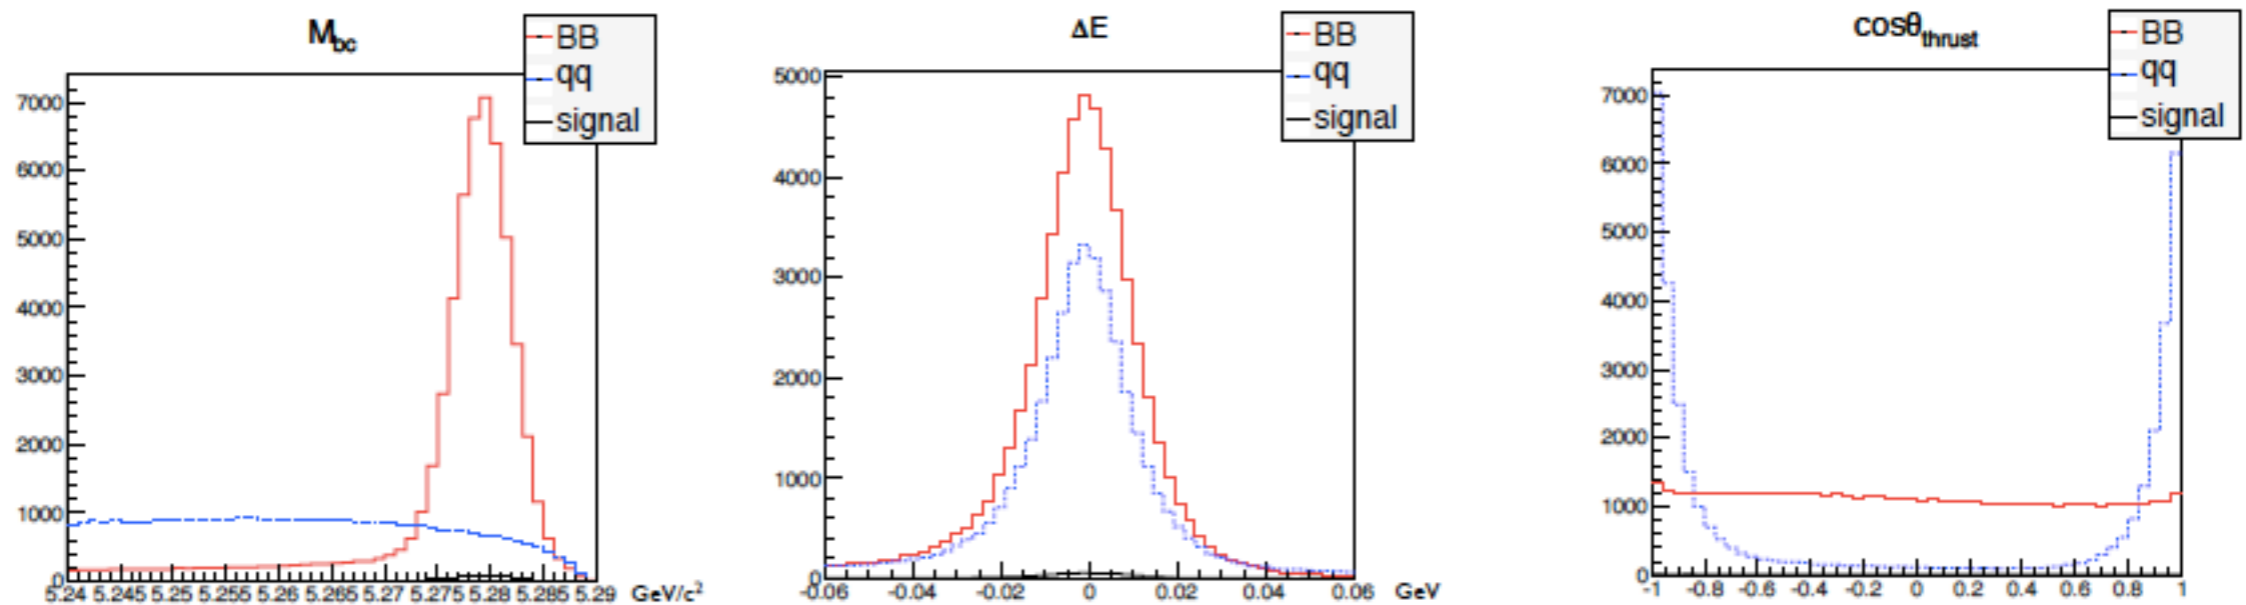 M_bc
BB
qq
signal
7000
6000
5000
4000
3000
2000
1000
0
5.24 5.245 5.25 5.255 5.26 5.265 5.27 5.275 5.28 5.285 5.29 GeV/c²
ΔE
BB
qq
signal
5000
4000
3000
2000
1000
0
-0.06 -0.04 -0.02 0 0.02 0.04 0.06 GeV
cosθ_thrust
BB
qq
signal
7000
6000
5000
4000
3000
2000
1000
0
-1 -0.8 -0.6 -0.4 -0.2 0 0.2 0.4 0.6 0.8 1